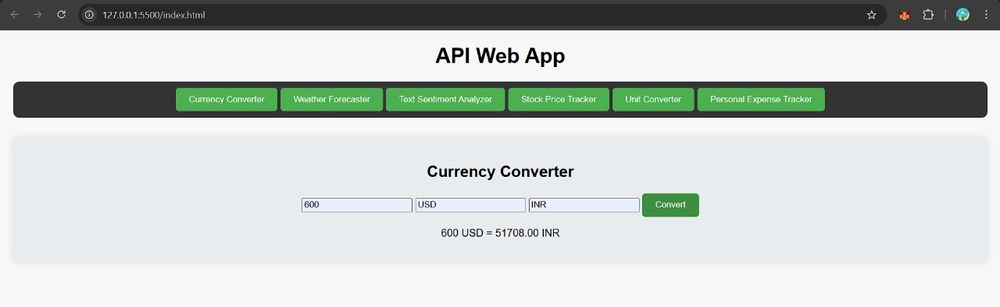 127.0.0.1:5500/index.html
API Web App
Currency Converter Weather Forecaster Text Sentiment Analyzer Stock Price Tracker Unit Converter Personal Expense Tracker
Currency Converter
600 USD INR Convert
600 USD = 51708.00 INR